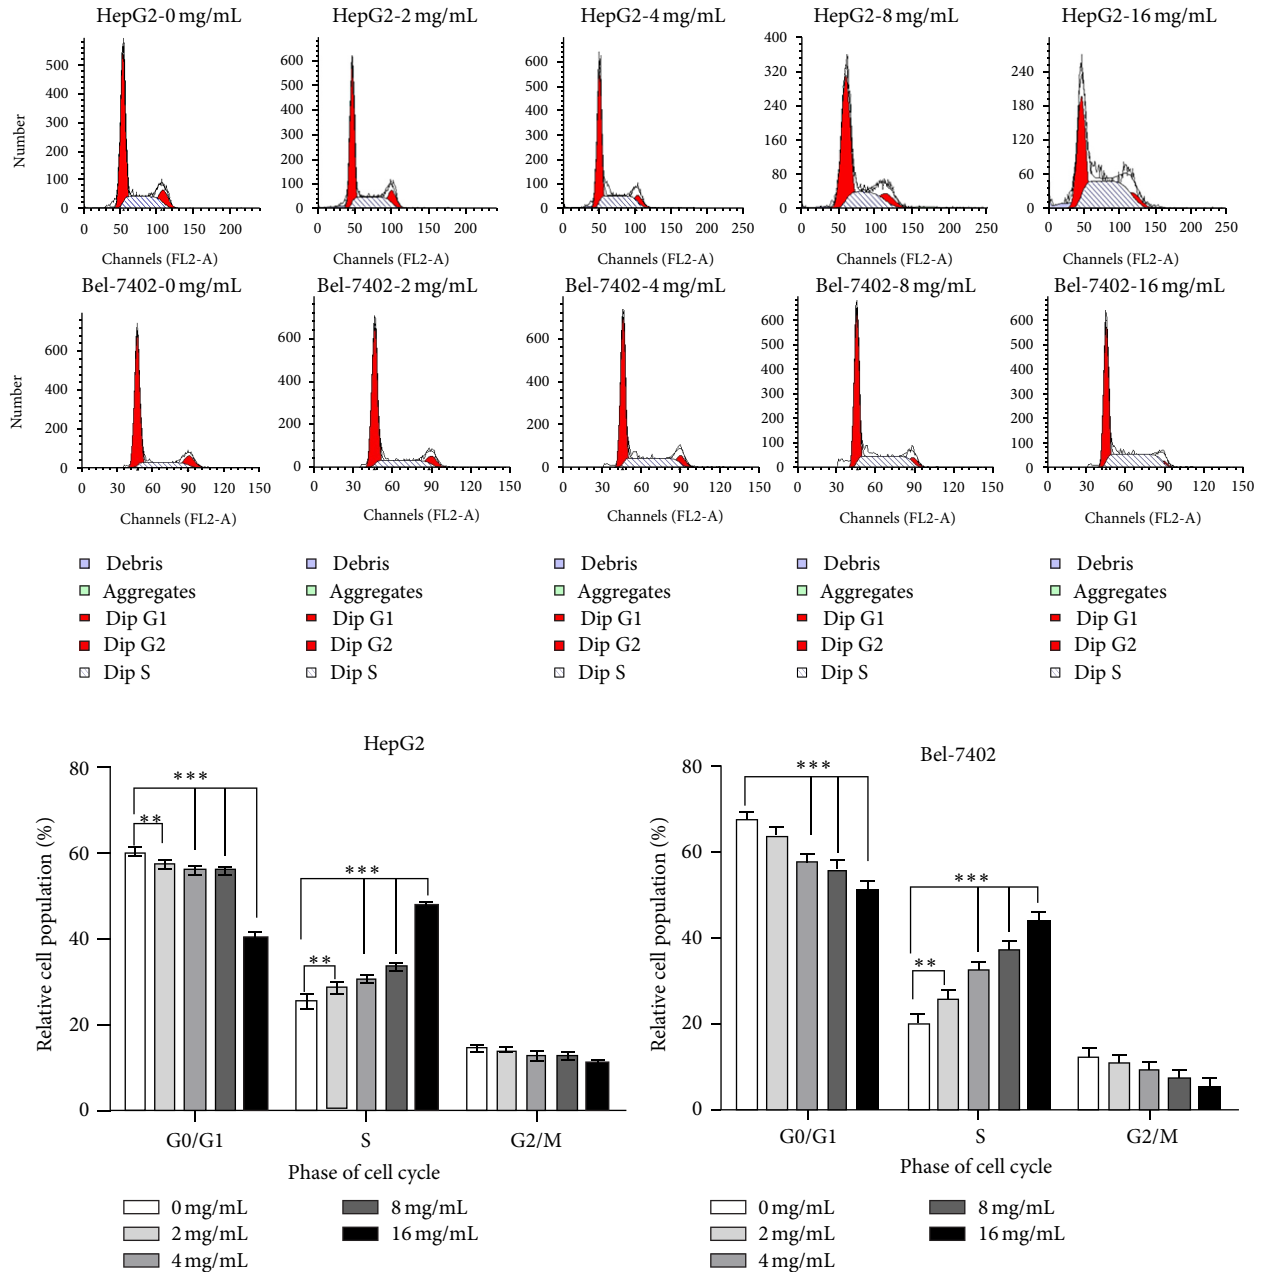 HepG2-0 mg/mL HepG2-2 mg/mL HepG2-4 mg/mL HepG2-8 mg/mL HepG2-16 mg/mL
Number
500
400
300
200
100
0
0 50 100 150 200
Channels (FL2-A)
600
500
400
300
200
100
0
0 50 100 150 200
Channels (FL2-A)
600
500
400
300
200
100
0
0 50 100 150 200 250
Channels (FL2-A)
400
320
240
160
80
0
0 50 100 150 200 250
Channels (FL2-A)
240
180
120
60
0
0 50 100 150 200 250
Channels (FL2-A)
Bel-7402-0 mg/mL Bel-7402-2 mg/mL Bel-7402-4 mg/mL Bel-7402-8 mg/mL Bel-7402-16 mg/mL
Number
600
400
200
0
0 30 60 90 120 150
Channels (FL2-A)
600
400
200
0
0 30 60 90 120 150
Channels (FL2-A)
600
400
200
0
0 30 60 90 120 150
Channels (FL2-A)
600
500
400
300
200
100
0
0 30 60 90 120 150
Channels (FL2-A)
600
500
400
300
200
100
0
0 30 60 90 120 150
Channels (FL2-A)
Debris Debris Debris Debris Debris
Aggregates Aggregates Aggregates Aggregates Aggregates
Dip G1 Dip G1 Dip G1 Dip G1 Dip G1
Dip G2 Dip G2 Dip G2 Dip G2 Dip G2
Dip S Dip S Dip S Dip S Dip S
HepG2
Relative cell population (%)
80
60
40
20
0
***
**
***
**
G0/G1 S G2/M
Phase of cell cycle
0 mg/mL 8 mg/mL
2 mg/mL 16 mg/mL
4 mg/mL
Bel-7402
Relative cell population (%)
80
60
40
20
0
***
***
**
G0/G1 S G2/M
Phase of cell cycle
0 mg/mL 8 mg/mL
2 mg/mL 16 mg/mL
4 mg/mL